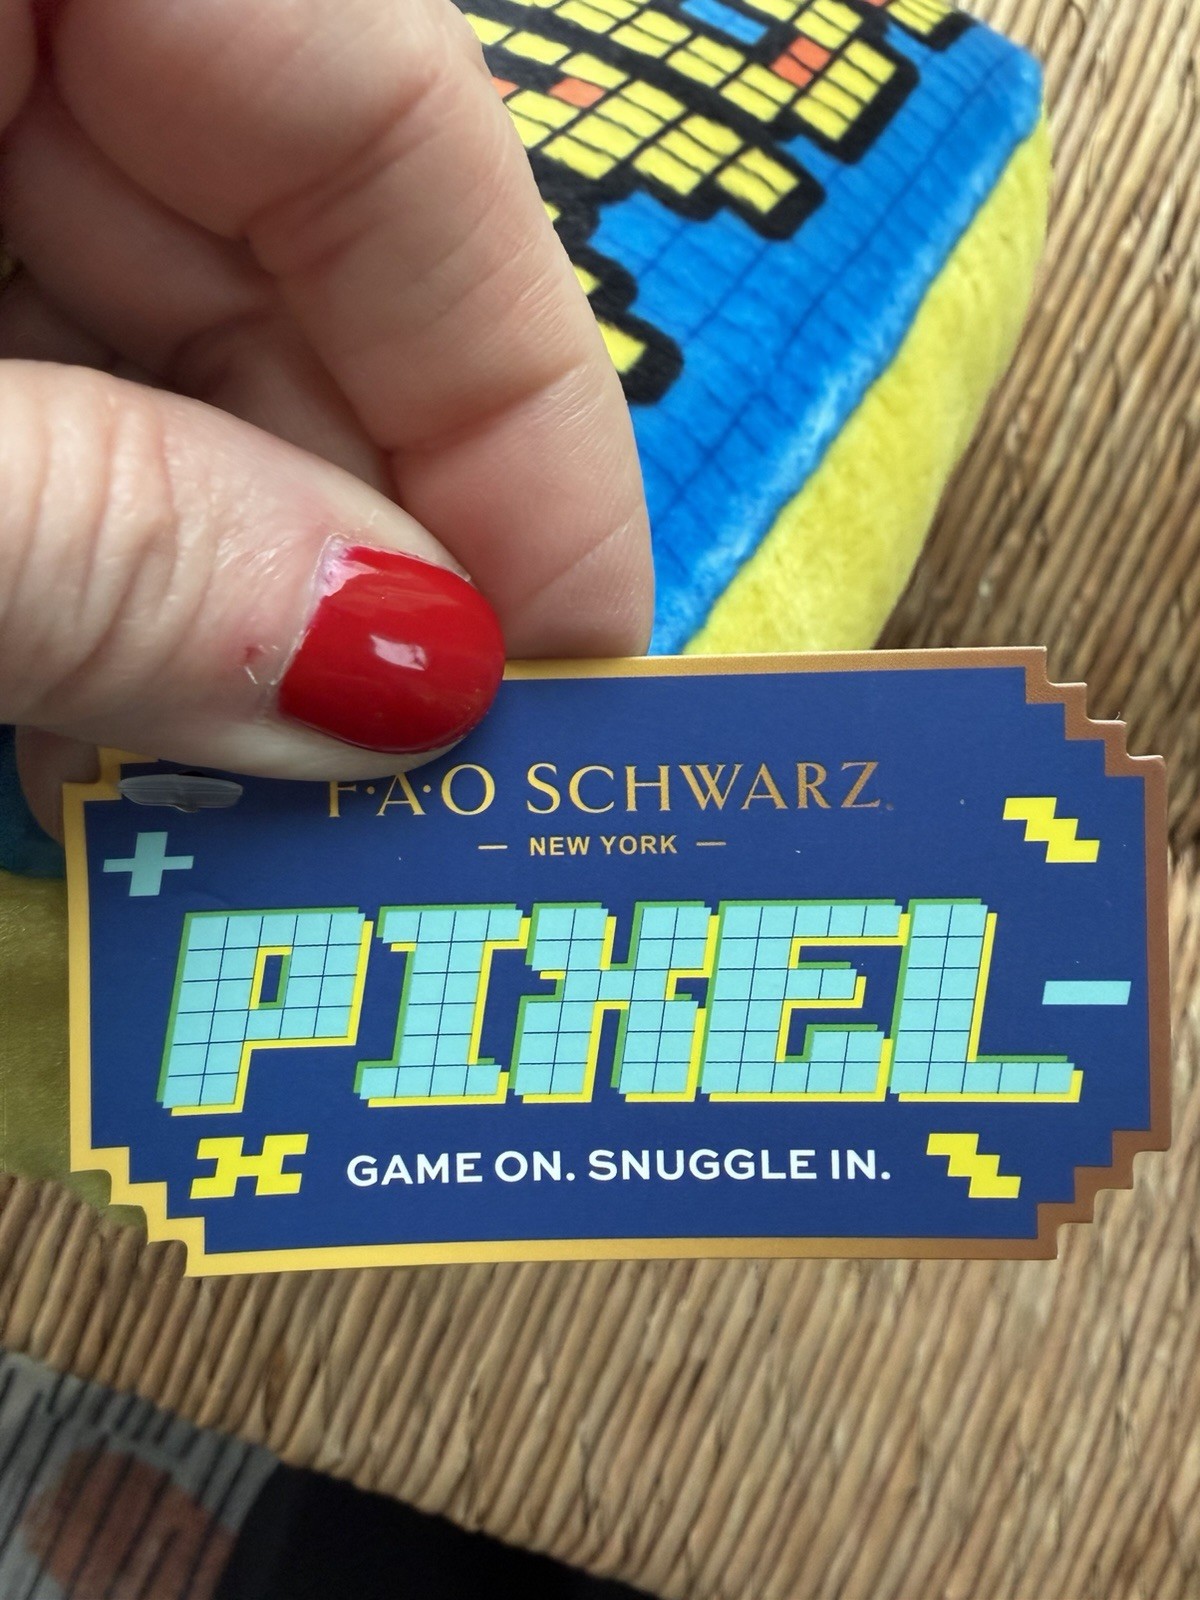 F·A·O SCHWARZ
— NEW YORK —
PIXEL
GAME ON. SNUGGLE IN.